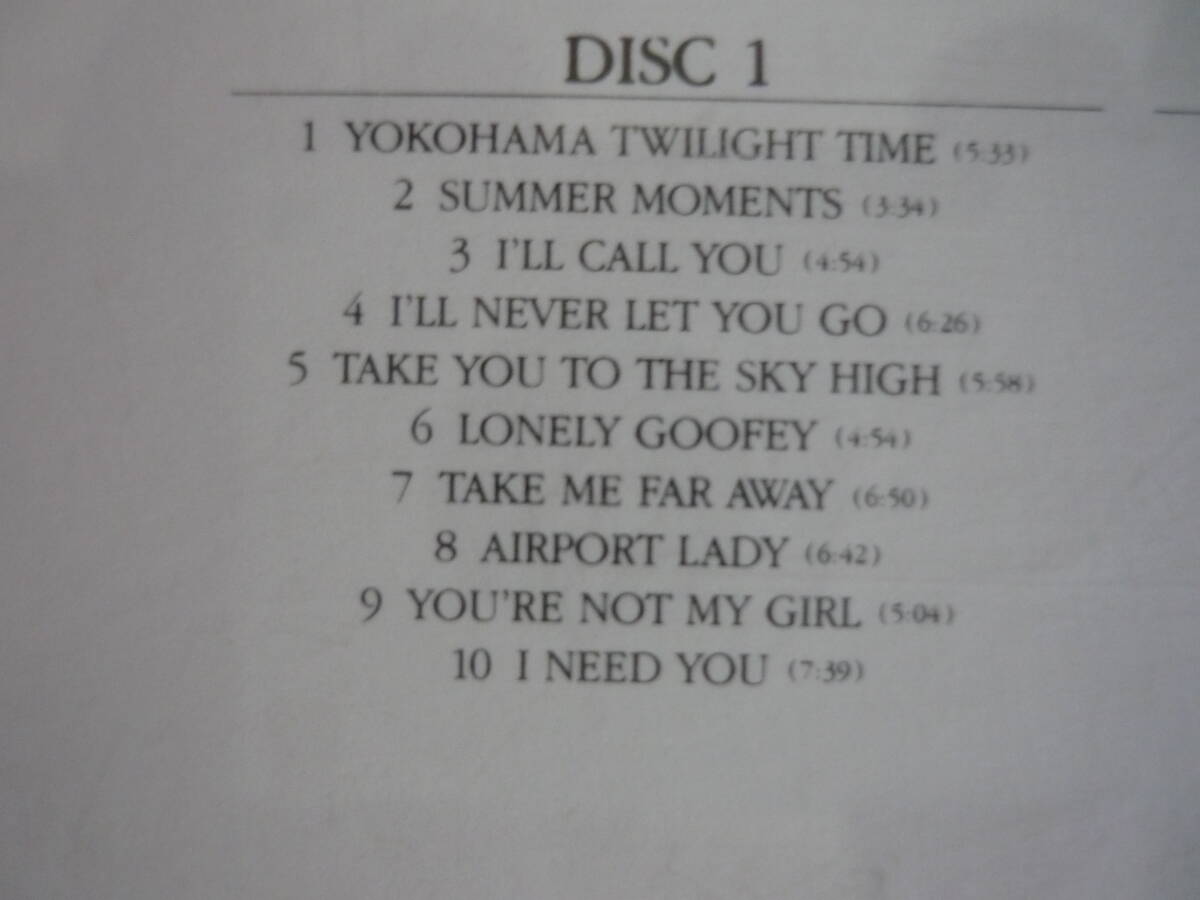 DISC 1
1 YOKOHAMA TWILIGHT TIME (5:33)
2 SUMMER MOMENTS (3:34)
3 I'LL CALL YOU (4:54)
4 I'LL NEVER LET YOU GO (6:26)
5 TAKE YOU TO THE SKY HIGH (5:58)
6 LONELY GOOFEY (4:54)
7 TAKE ME FAR AWAY (6:50)
8 AIRPORT LADY (6:42)
9 YOU'RE NOT MY GIRL (5:04)
10 I NEED YOU (7:39)